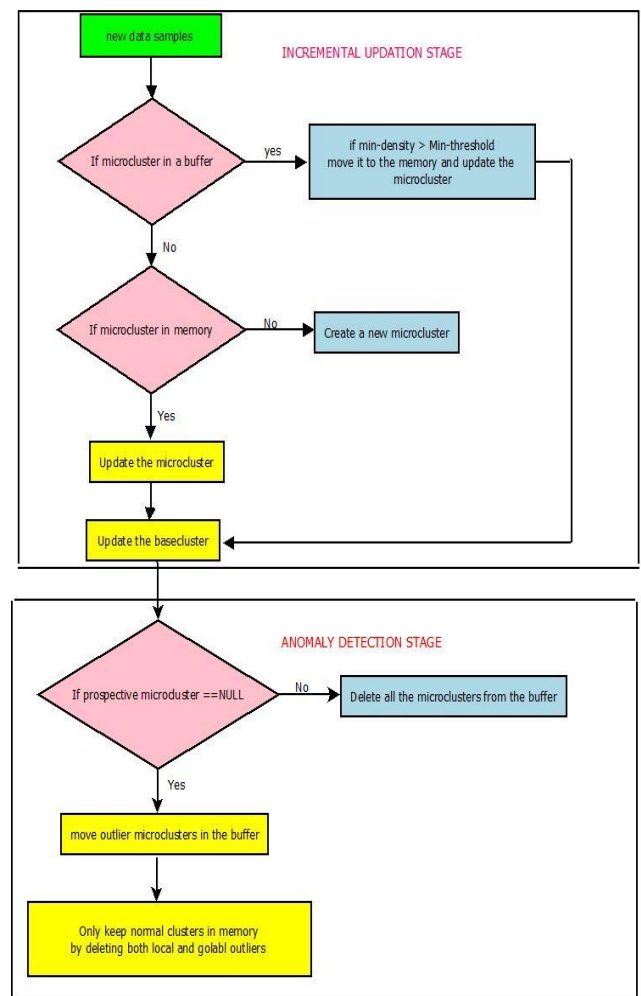 new data samples
INCREMENTAL UPDATION STAGE
If microcluster in a buffer
yes
if min-density > Min-threshold
move it to the memory and update the
microcluster
No
If microcluster in memory
No
Create a new microcluster
Yes
Update the microcluster
Update the basecluster
ANOMALY DETECTION STAGE
If prospective microcluster ==NULL
No
Delete all the microclusters from the buffer
Yes
move outlier microclusters in the buffer
Only keep normal clusters in memory
by deleting both local and golabl outliers